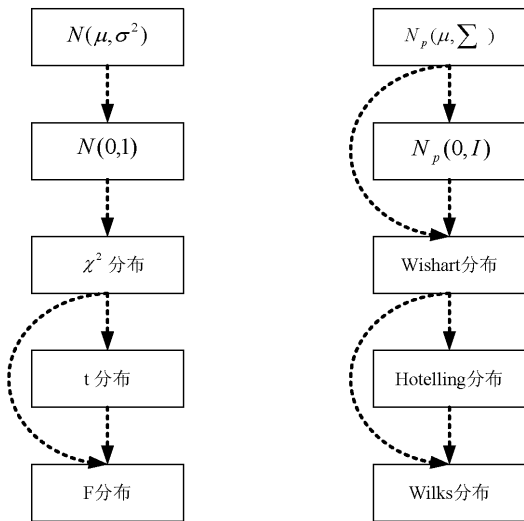 N(μ,σ²)
N(0,1)
χ² 分布
t 分布
F分布
N_p(μ,∑ )
N_p(0,I)
Wishart分布
Hotelling分布
Wilks分布